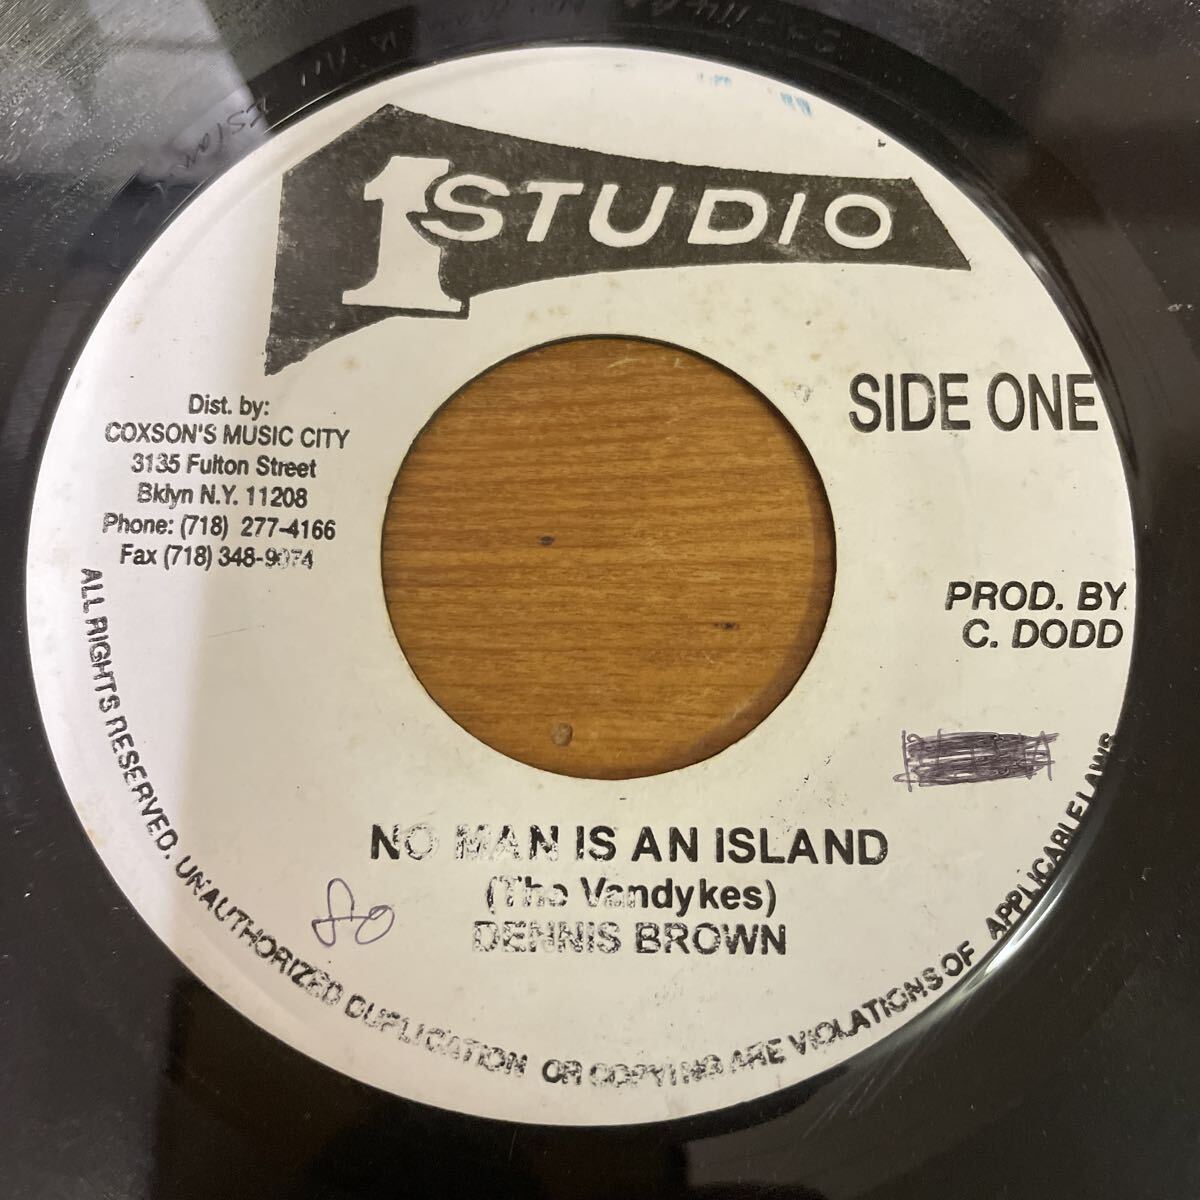 1 STUDIO
SIDE ONE
Dist. by:
COXSON'S MUSIC CITY
3135 Fulton Street
Bklyn N.Y. 11208
Phone: (718) 277-4166
Fax (718) 348-9074
PROD. BY
C. DODD
NO MAN IS AN ISLAND
(The Vandykes)
DENNIS BROWN
80
ALL RIGHTS RESERVED. UNAUTHORIZED DUPLICATION OR COPYING ARE VIOLATIONS OF APPLICABLE LAWS